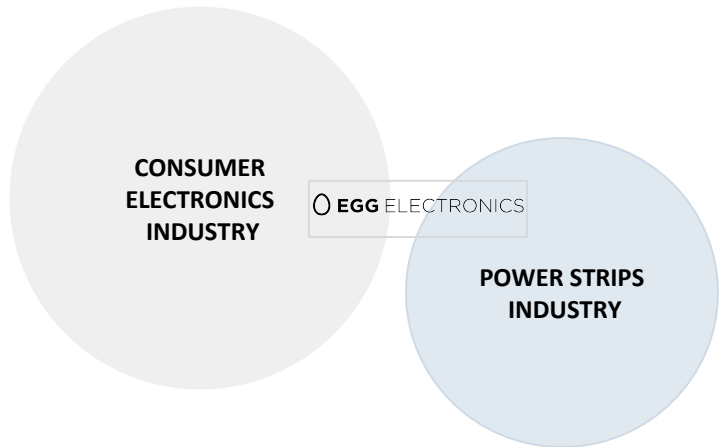 CONSUMER
ELECTRONICS
INDUSTRY
EGG ELECTRONICS
POWER STRIPS
INDUSTRY